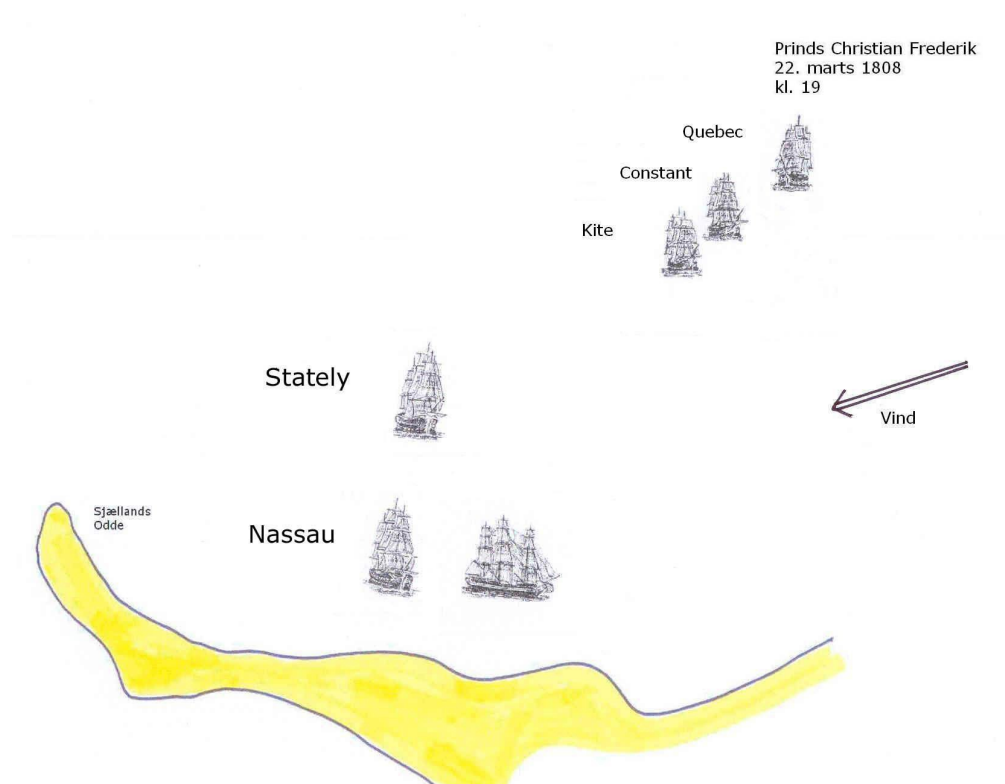 Prinds Christian Frederik
22. marts 1808
kl. 19
Quebec
Constant
Kite
Stately
Vind
Sjællands
Odde
Nassau